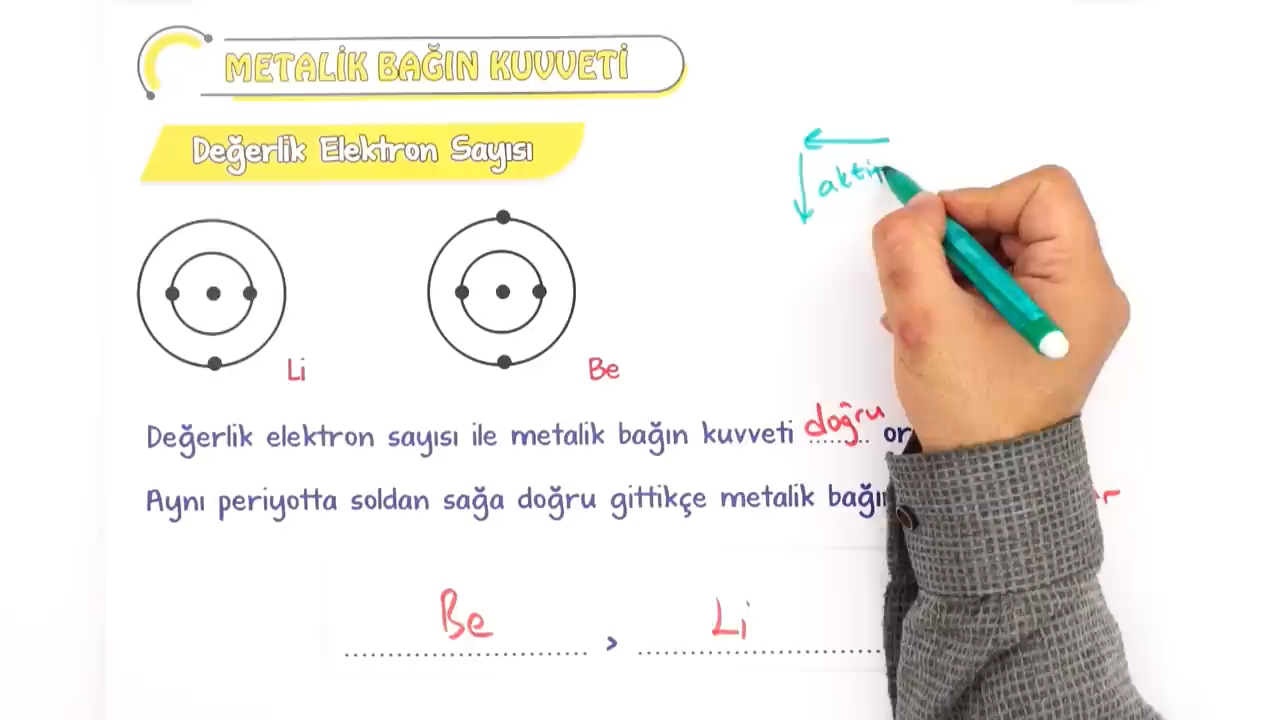 METALİK BAĞIN KUVVETİ
Değerlik Elektron Sayısı
Li
Be
Değerlik elektron sayısı ile metalik bağın kuvveti doğru
Aynı periyotta soldan sağa doğru gittikçe metalik
Be > Li